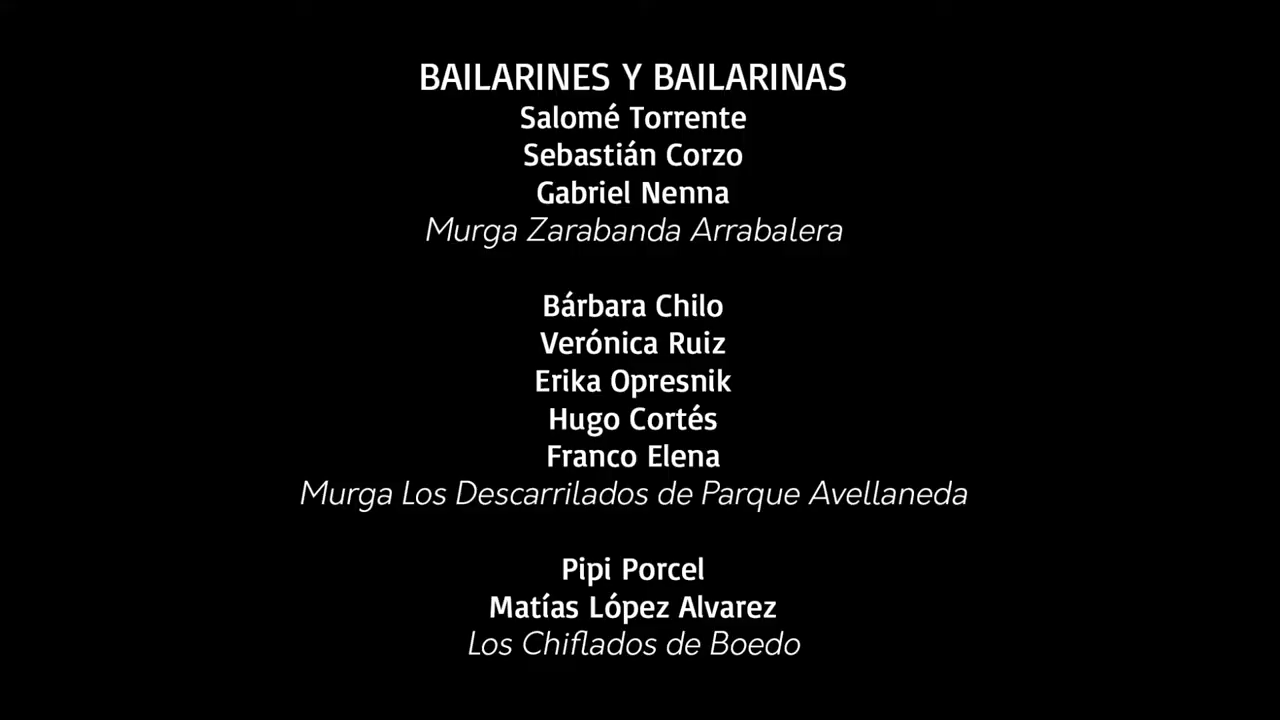 BAILARINES Y BAILARINAS
Salomé Torrente
Sebastián Corzo
Gabriel Nenna
Murga Zarabanda Arrabalera
Bárbara Chilo
Verónica Ruiz
Erika Opresnik
Hugo Cortés
Franco Elena
Murga Los Descarrilados de Parque Avellaneda
Pipi Porcel
Matías López Alvarez
Los Chiflados de Boedo